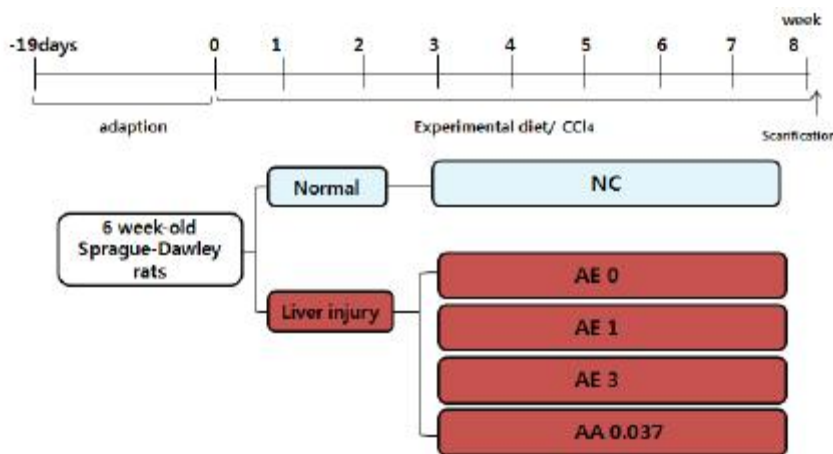 week
-19days 0 1 2 3 4 5 6 7 8
adaption
Experimental diet/ CCl₄
Scarification
Normal
NC
6 week-old
Sprague-Dawley
rats
AE 0
Liver injury
AE 1
AE 3
AA 0.037